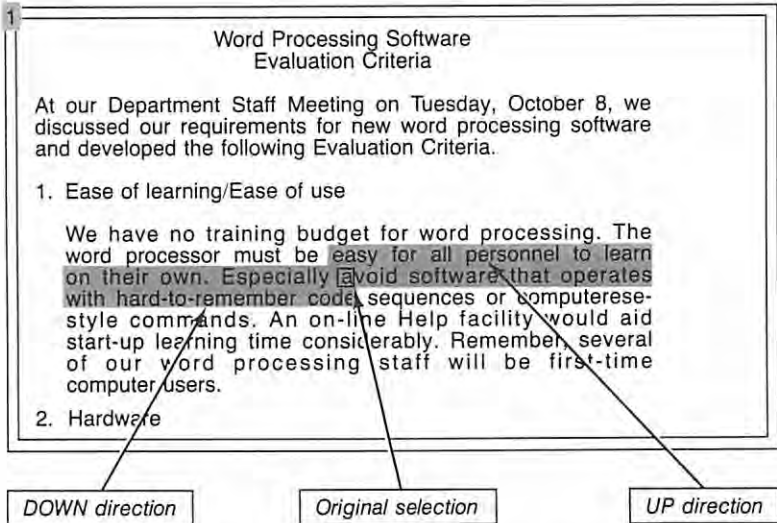 1
Word Processing Software
Evaluation Criteria
At our Department Staff Meeting on Tuesday, October 8, we
discussed our requirements for new word processing software
and developed the following Evaluation Criteria.
1. Ease of learning/Ease of use
We have no training budget for word processing. The
word processor must be easy for all personnel to learn
on their own. Especially avoid software that operates
with hard-to-remember code sequences or computerese-
style commands. An on-line Help facility would aid
start-up learning time considerably. Remember, several
of our word processing staff will be first-time
computer users.
2. Hardware
DOWN direction
Original selection
UP direction